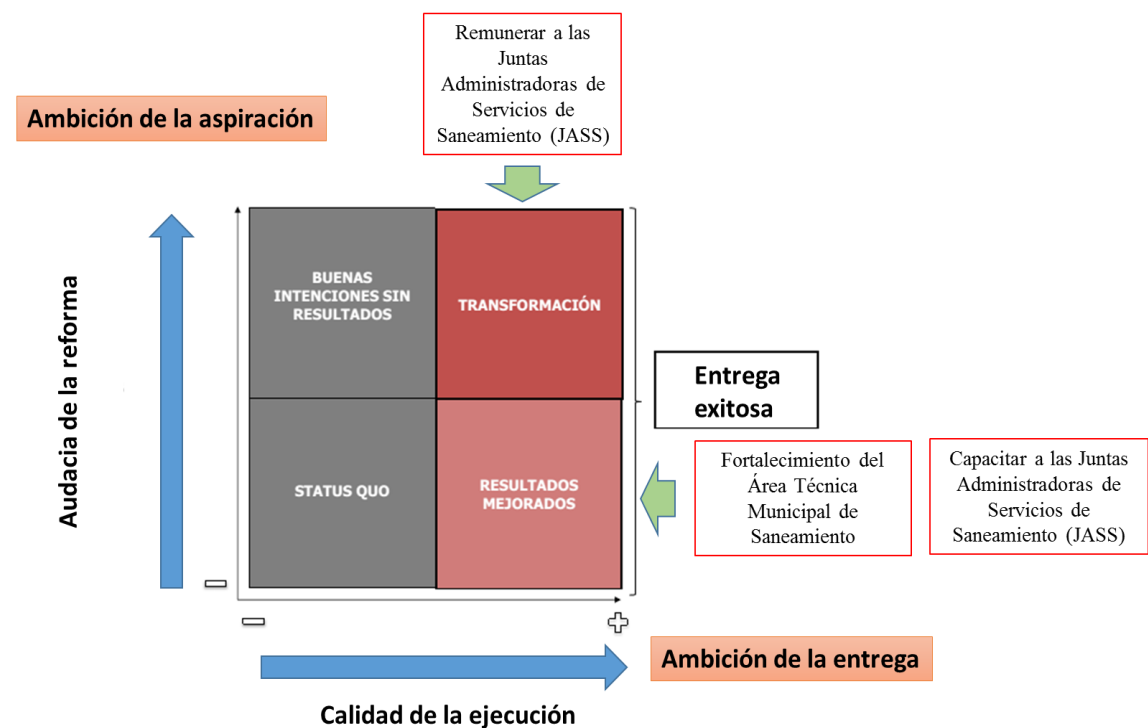 Remunerar a las
Juntas
Administradoras de
Servicios de
Saneamiento (JASS)
Ambición de la aspiración
Audacia de la reforma
BUENAS
INTENCIONES SIN
RESULTADOS
TRANSFORMACIÓN
STATUS QUO
RESULTADOS
MEJORADOS
Entrega
exitosa
Fortalecimiento del
Área Técnica
Municipal de
Saneamiento
Capacitar a las Juntas
Administradoras de
Servicios de
Saneamiento (JASS)
Ambición de la entrega
Calidad de la ejecución